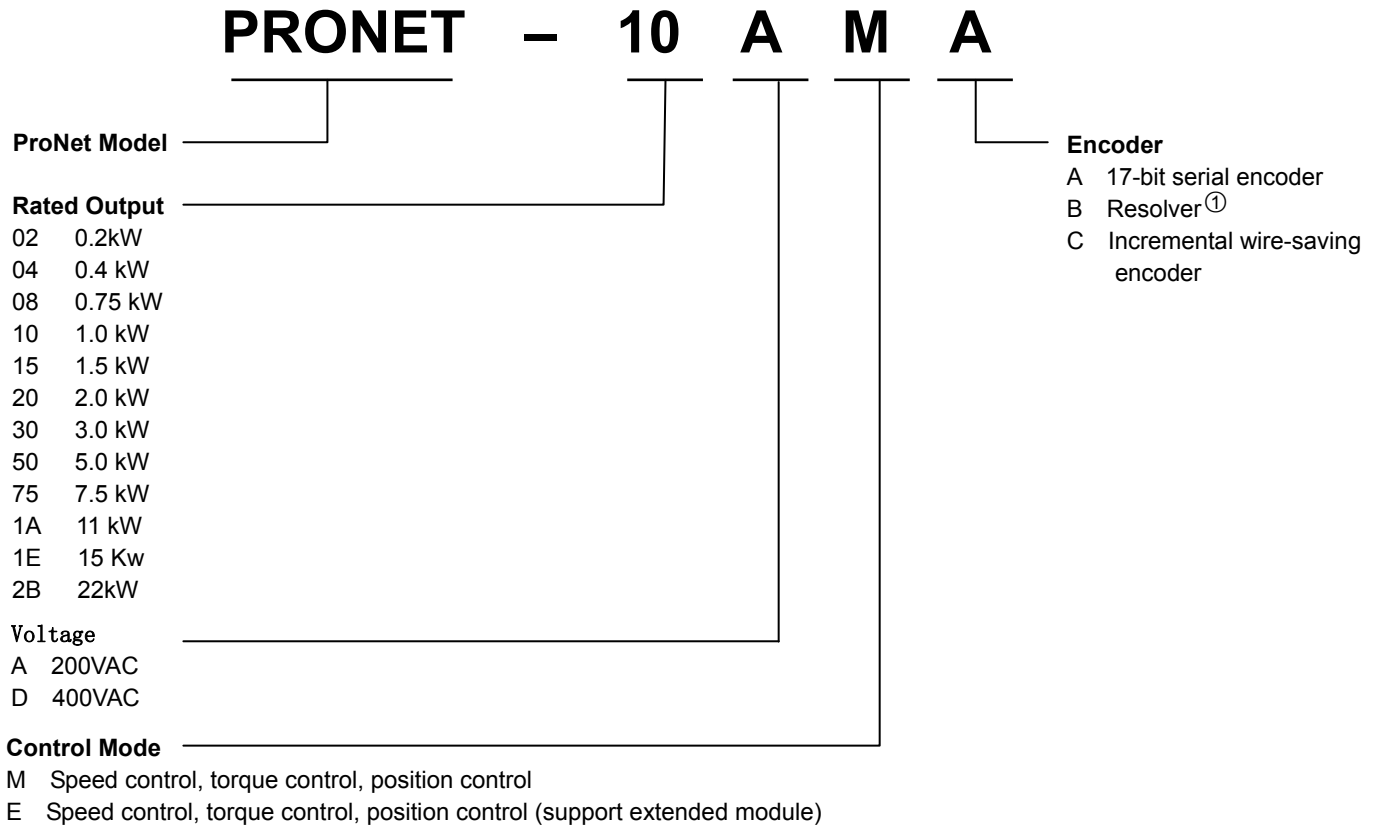 PRONET – 10 A M A
ProNet Model
Rated Output
02 0.2kW
04 0.4 kW
08 0.75 kW
10 1.0 kW
15 1.5 kW
20 2.0 kW
30 3.0 kW
50 5.0 kW
75 7.5 kW
1A 11 kW
1E 15 Kw
2B 22kW
Voltage
A 200VAC
D 400VAC
Control Mode
M Speed control, torque control, position control
E Speed control, torque control, position control (support extended module)
Encoder
A 17-bit serial encoder
B Resolver①
C Incremental wire-saving
encoder